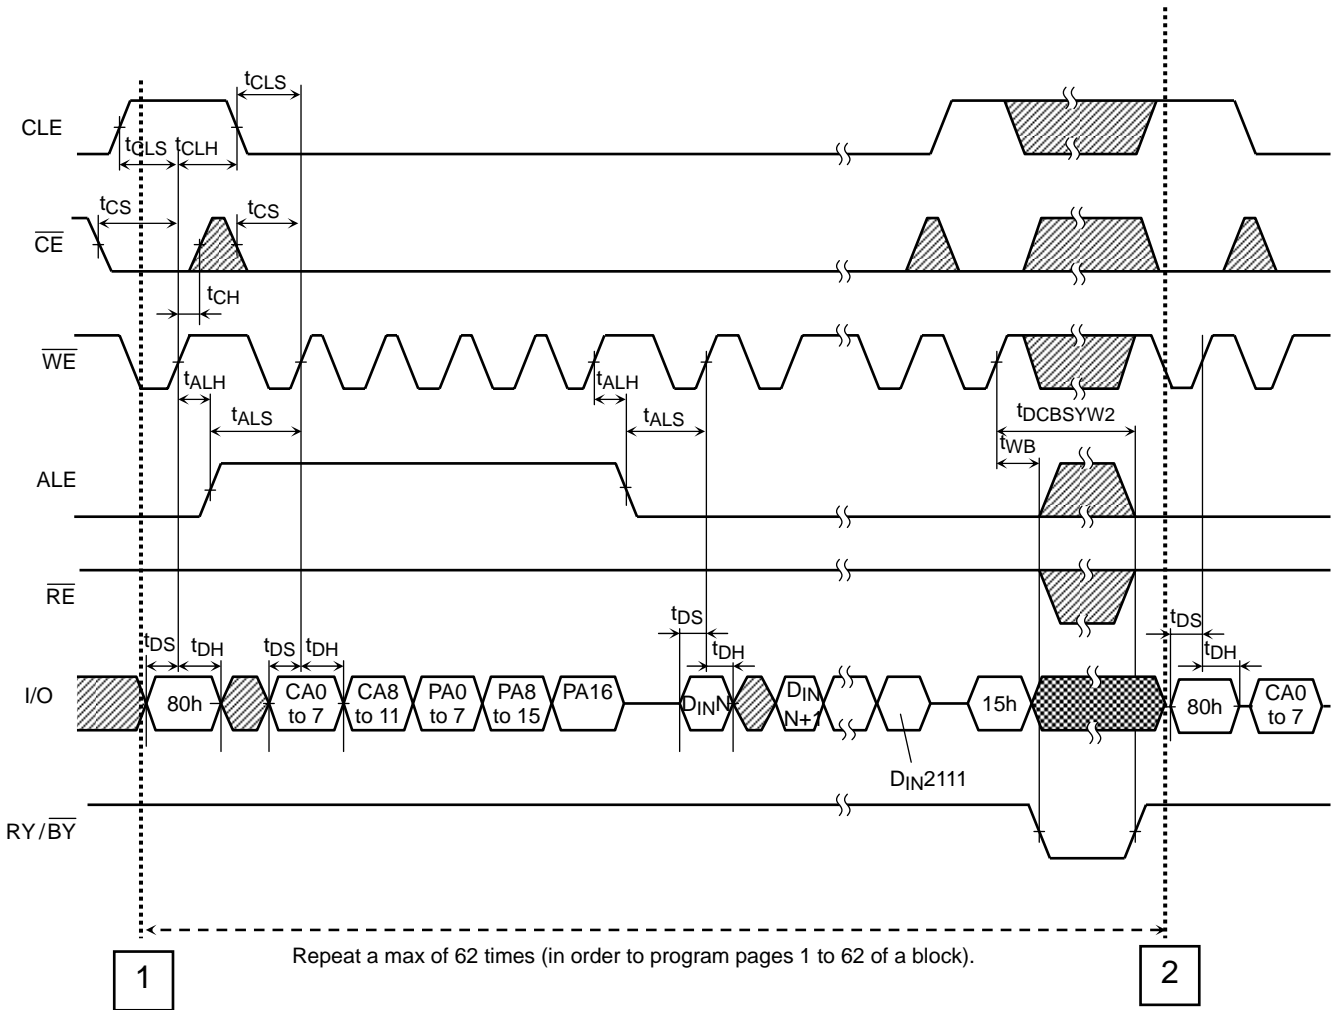 tCLS
CLE
tCLS tCLH
tCS tCS
CE
tCH
WE
tALH tALH
tALS tALS tDCBSYW2
tWB
ALE
RE
tDS tDH tDS tDH tDS tDH tDS tDH
I/O
80h
CA0 to 7
CA8 to 11
PA0 to 7
PA8 to 15
PA16
DINN
DIN N+1
15h
80h
CA0 to 7
DIN2111
RY/BY
Repeat a max of 62 times (in order to program pages 1 to 62 of a block).
1 2